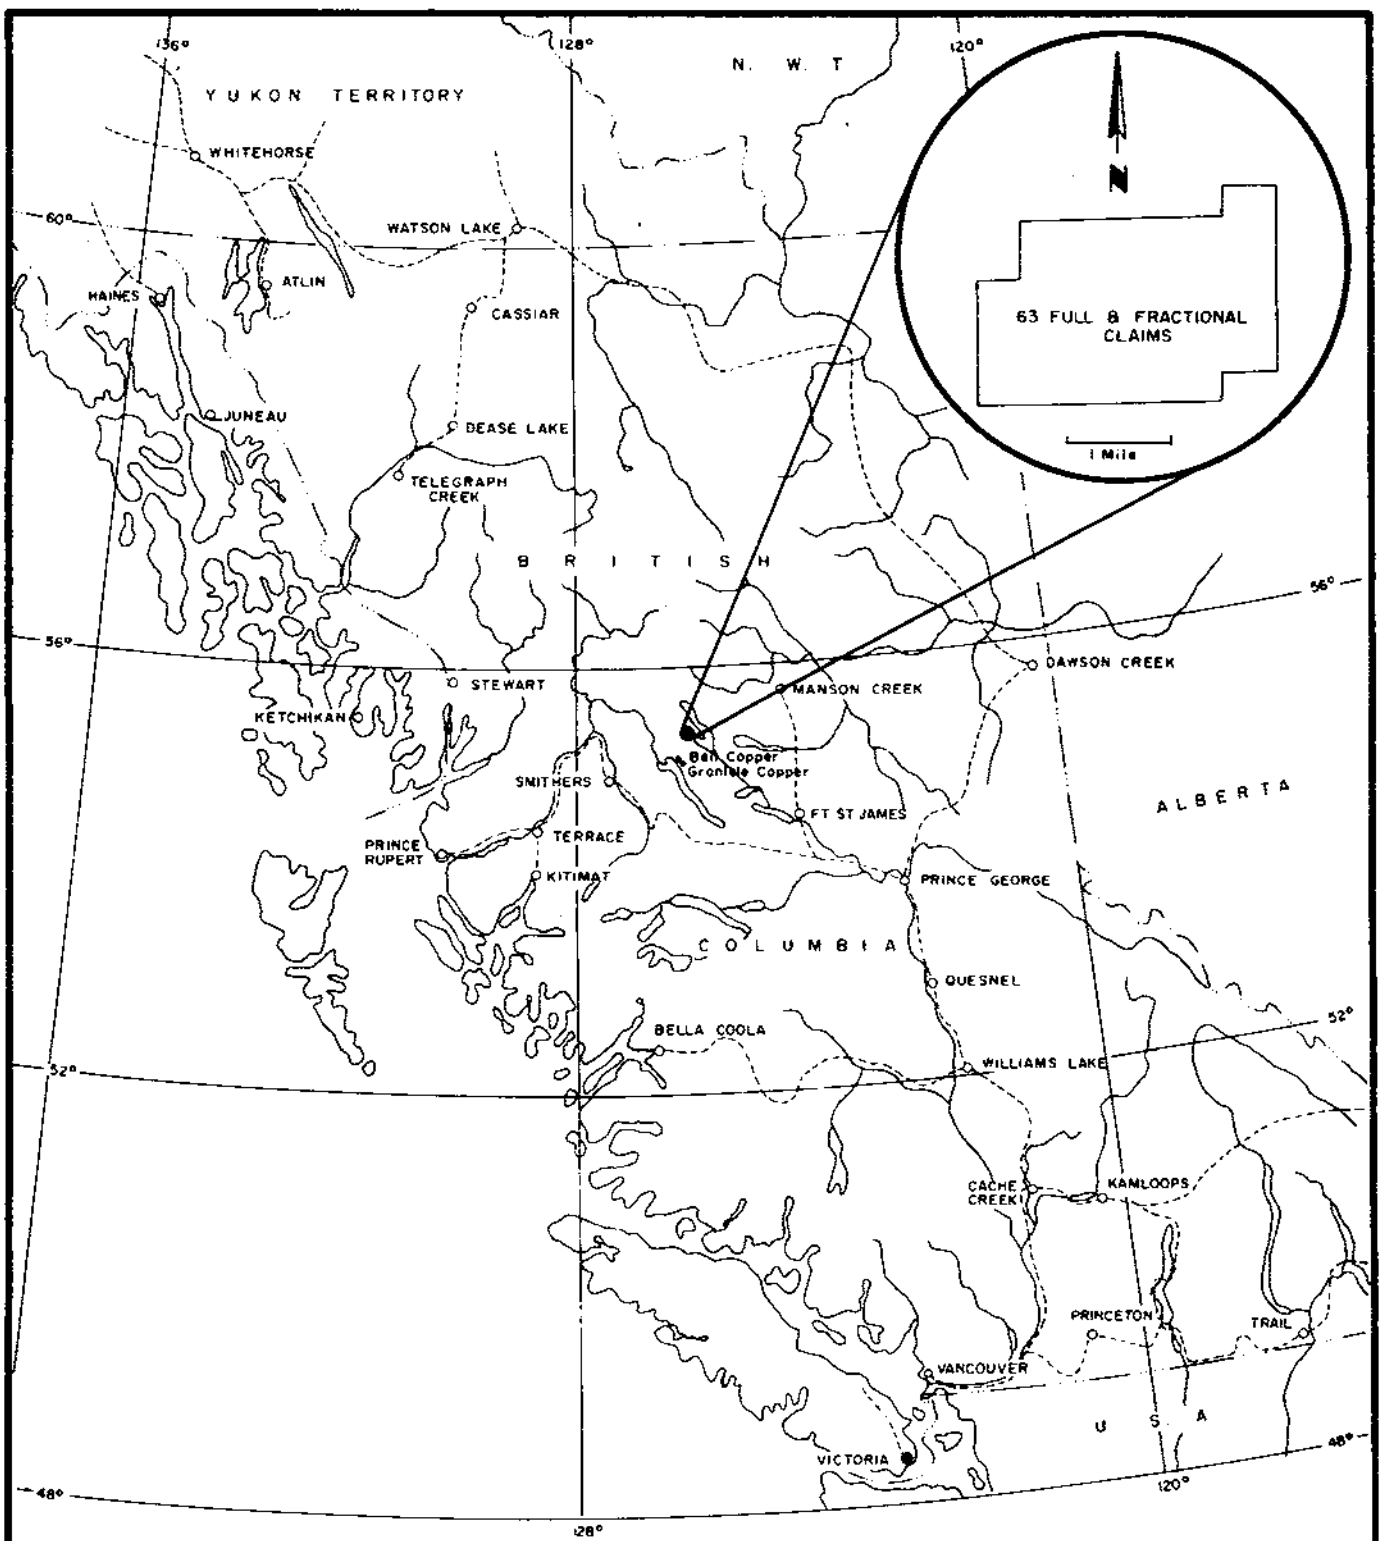 136°
128°
120°
N. W. T
YUKON TERRITORY
WHITEHORSE
N
60°
WATSON LAKE
ATLIN
HAINES
CASSIAR
63 FULL & FRACTIONAL
CLAIMS
JUNEAU
DEASE LAKE
1 Mile
TELEGRAPH
CREEK
BRITISH
56°
56°
DAWSON CREEK
STEWART
MANSON CREEK
KETCHIKAN
Bell Copper
Granisle Copper
SMITHERS
ALBERTA
FT ST JAMES
TERRACE
PRINCE
RUPERT
KITIMAT
PRINCE GEORGE
COLUMBIA
QUESNEL
52°
BELLA COOLA
WILLIAMS LAKE
52°
CACHE
CREEK
KAMLOOPS
PRINCETON
TRAIL
VANCOUVER
U S A
48°
VICTORIA
120°
48°
128°